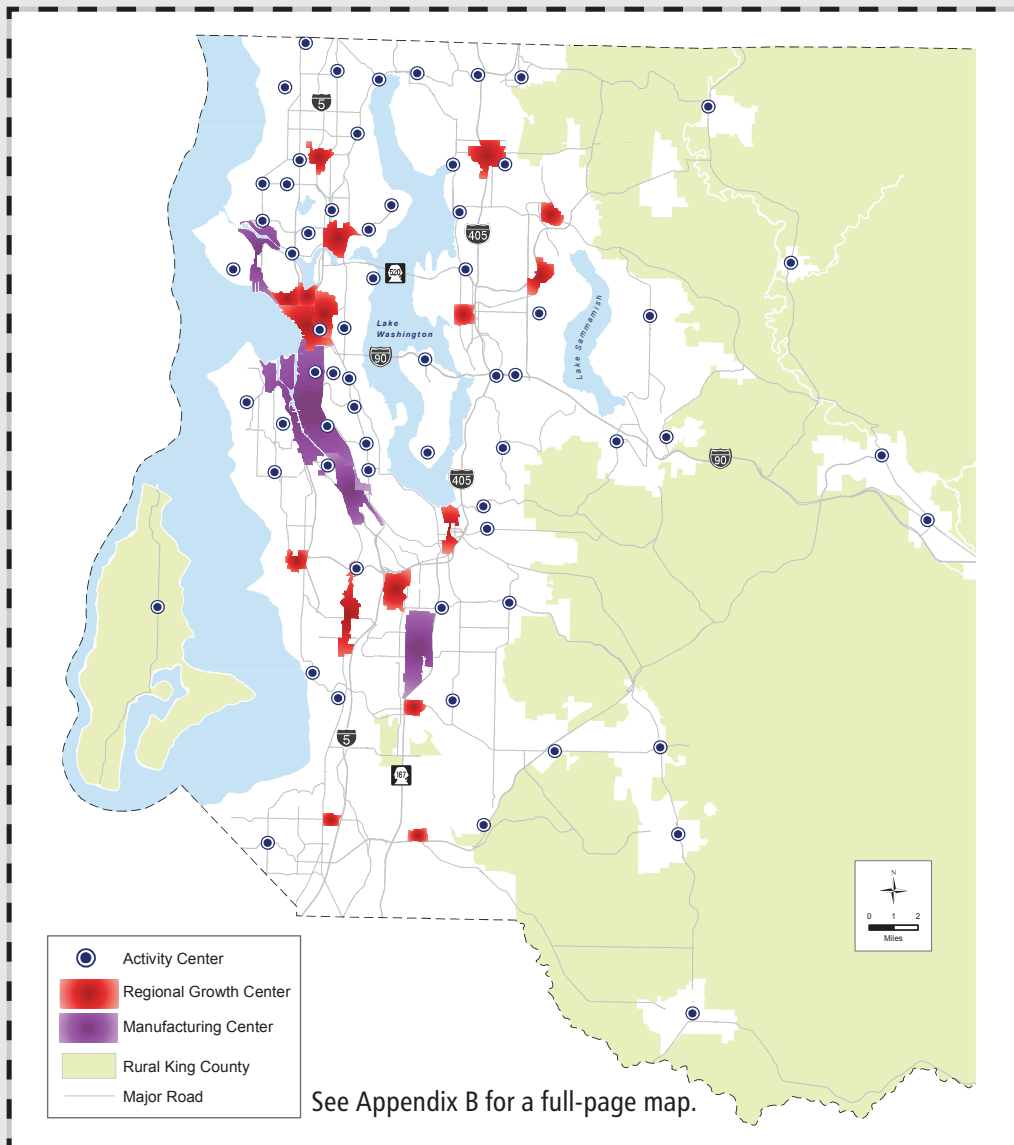 5
405
520
Lake
Washington
90
Lake Sammamish
405
90
5
167
N
0 1 2
Miles
Activity Center
Regional Growth Center
Manufacturing Center
Rural King County
Major Road
See Appendix B for a full-page map.